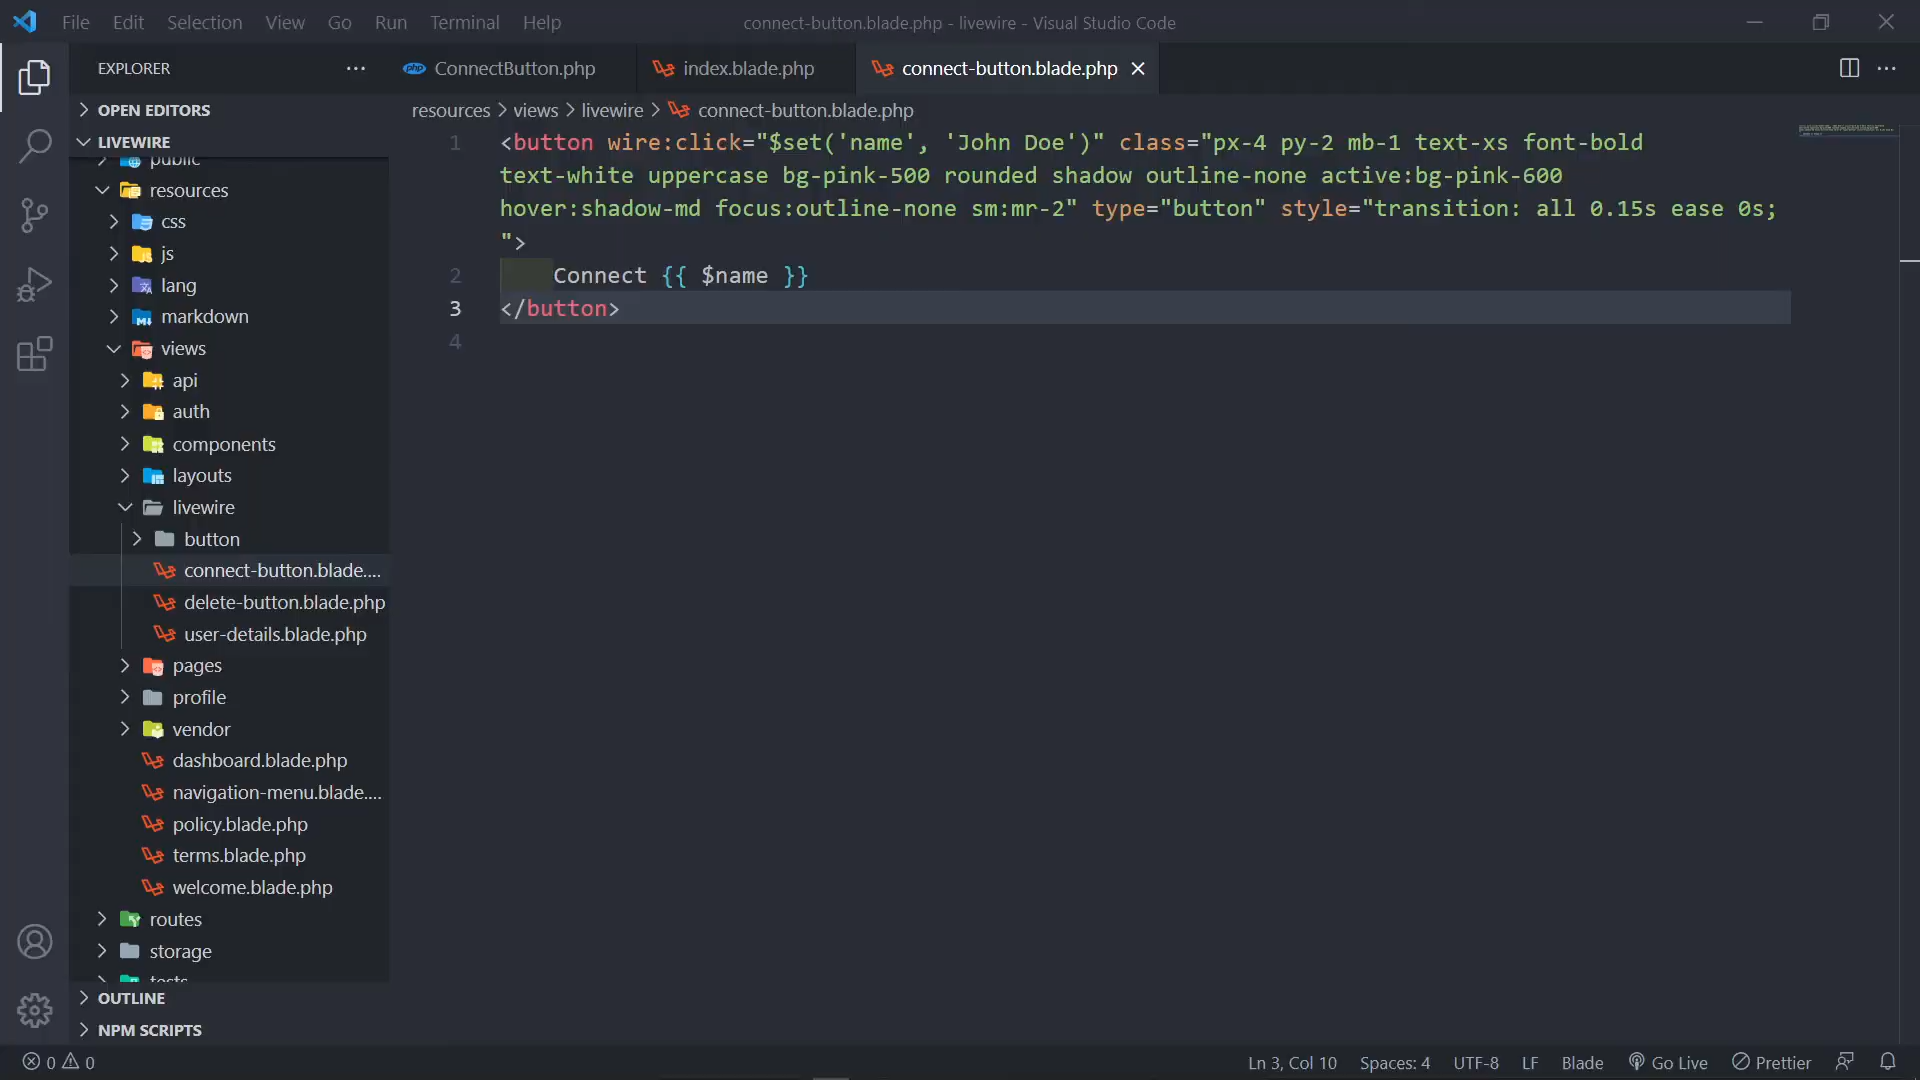 File Edit Selection View Go Run Terminal Help
connect-button.blade.php - livewire - Visual Studio Code
EXPLORER
ConnectButton.php
index.blade.php
connect-button.blade.php
OPEN EDITORS
LIVEWIRE
public
resources
css
js
lang
markdown
views
api
auth
components
layouts
livewire
button
connect-button.blade....
delete-button.blade.php
user-details.blade.php
pages
profile
vendor
dashboard.blade.php
navigation-menu.blade....
policy.blade.php
terms.blade.php
welcome.blade.php
routes
storage
tests
OUTLINE
NPM SCRIPTS
resources > views > livewire > connect-button.blade.php
1 <button wire:click="$set('name', 'John Doe')" class="px-4 py-2 mb-1 text-xs font-bold
text-white uppercase bg-pink-500 rounded shadow outline-none active:bg-pink-600
hover:shadow-md focus:outline-none sm:mr-2" type="button" style="transition: all 0.15s ease 0s;
">
2 Connect {{ $name }}
3 </button>
4
0 0
Ln 3, Col 10 Spaces: 4 UTF-8 LF Blade Go Live Prettier